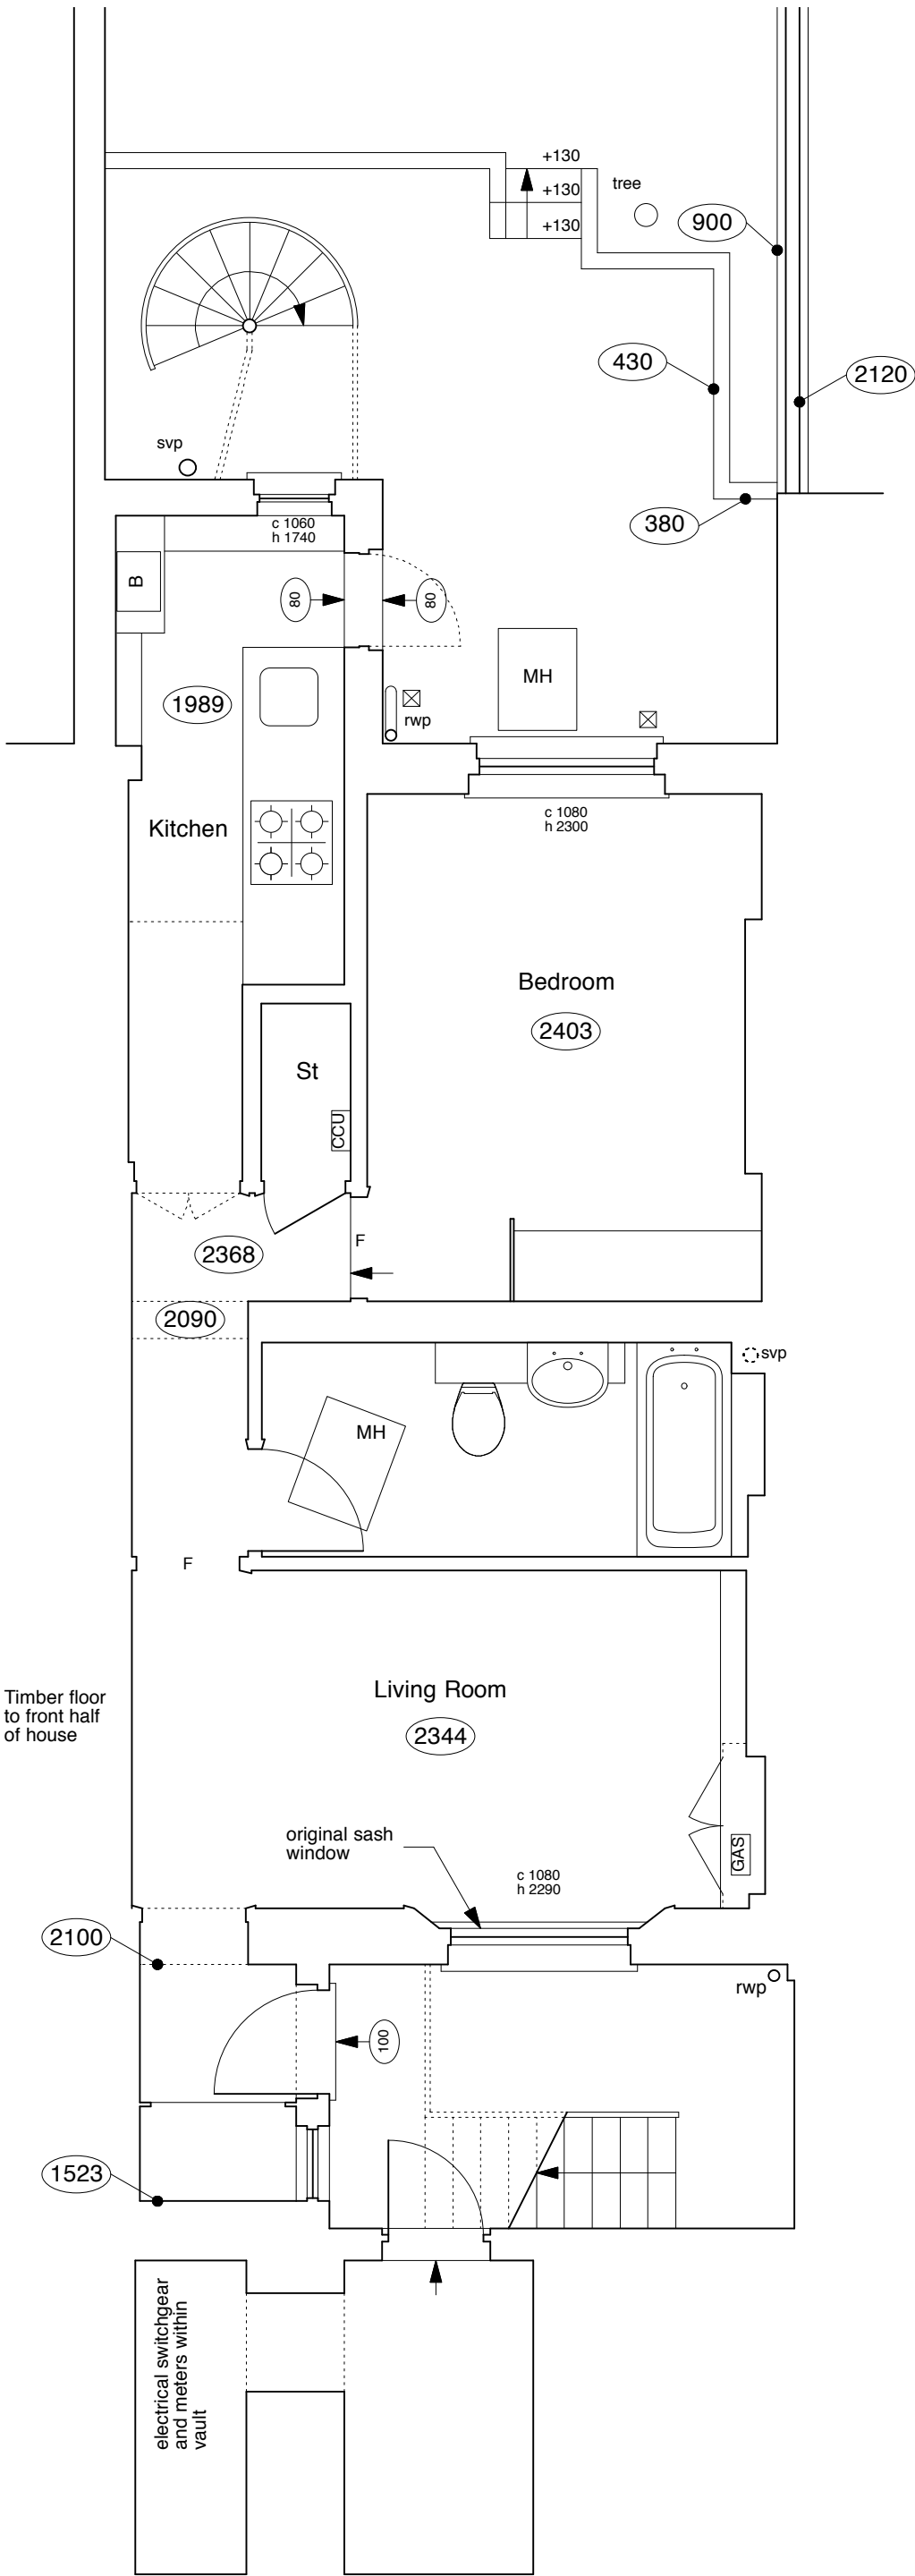 +130
tree
+130
900
+130
430
2120
svp
380
c 1060
h 1740
B
80
80
MH
1989
rwp
c 1080
h 2300
Kitchen
Bedroom
2403
St
CCU
F
2368
2090
svp
MH
F
Living Room
Timber floor
to front half
of house
2344
original sash
window
GAS
c 1080
h 2290
2100
rwp
100
1523
electrical switchgear
and meters within
vault